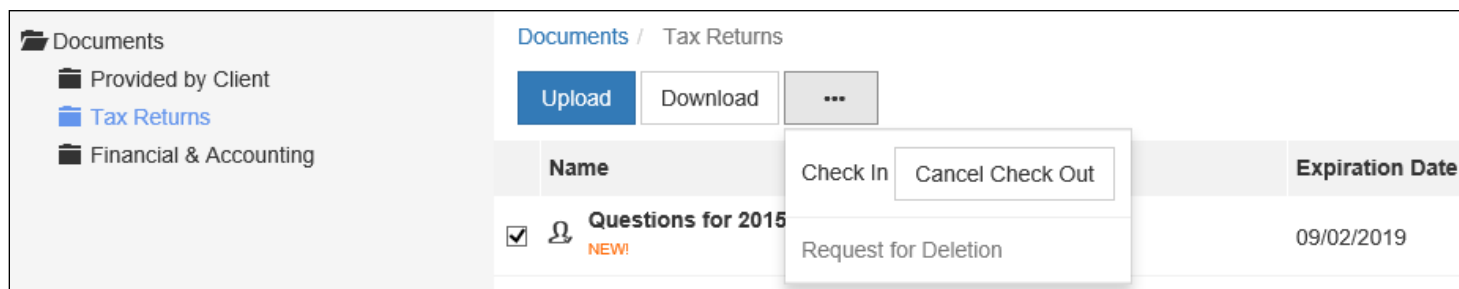 Documents
Provided by Client
Tax Returns
Financial & Accounting
Documents / Tax Returns
Upload Download ...
Name Expiration Date
Check In Cancel Check Out
Questions for 2015
NEW!
09/02/2019
Request for Deletion